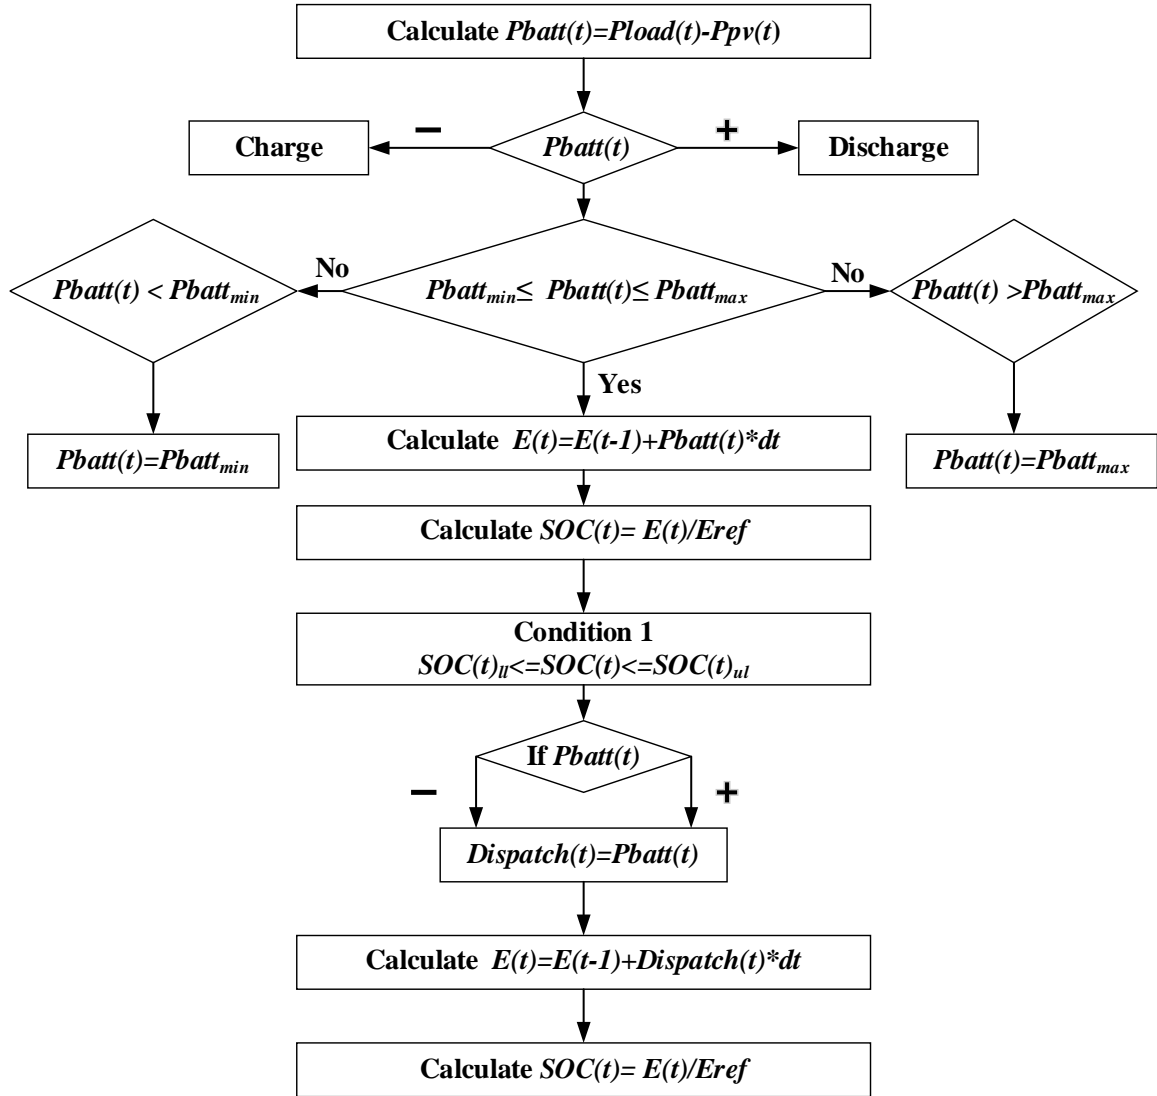 Calculate Pbatt(t)=Pload(t)-Ppv(t)
− +
Charge Pbatt(t) Discharge
No No
Pbatt(t) < Pbattmin Pbattmin≤ Pbatt(t)≤ Pbattmax Pbatt(t) >Pbattmax
Yes
Calculate E(t)=E(t-1)+Pbatt(t)*dt
Pbatt(t)=Pbattmin Pbatt(t)=Pbattmax
Calculate SOC(t)= E(t)/Eref
Condition 1
SOC(t)ll<=SOC(t)<=SOC(t)ul
If Pbatt(t)
− +
Dispatch(t)=Pbatt(t)
Calculate E(t)=E(t-1)+Dispatch(t)*dt
Calculate SOC(t)= E(t)/Eref